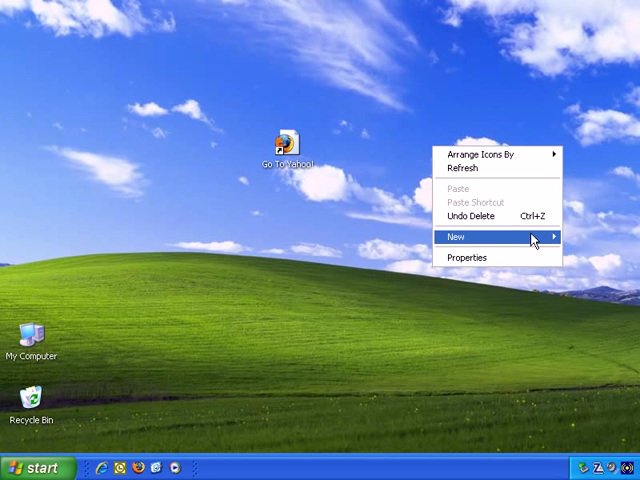 Go To Yahoo!
Arrange Icons By
Refresh
Paste
Paste Shortcut
Undo Delete Ctrl+Z
New
Properties
My Computer
Recycle Bin
start